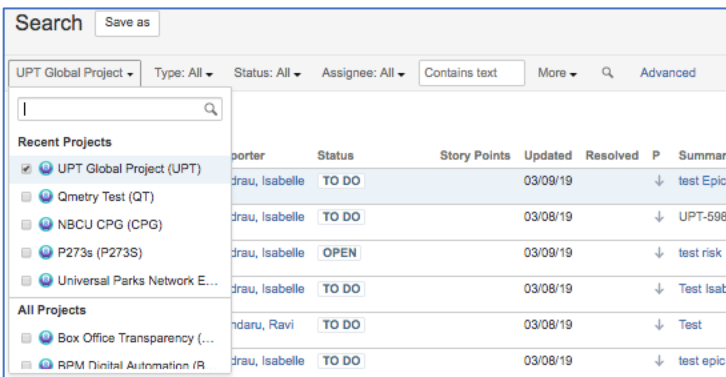 Search Save as
UPT Global Project Type: All Status: All Assignee: All Contains text More Advanced
Recent Projects
UPT Global Project (UPT)
Qmetry Test (QT)
NBCU CPG (CPG)
P273s (P273S)
Universal Parks Network E...
All Projects
Box Office Transparency (...
BPM Digital Automation (B
porter Status Story Points Updated Resolved P Summar
drau, Isabelle TO DO 03/09/19 test Epic
drau, Isabelle TO DO 03/08/19 UPT-598
drau, Isabelle OPEN 03/09/19 test risk
drau, Isabelle TO DO 03/08/19 Test Isab
ndaru, Ravi TO DO 03/08/19 Test
drau, Isabelle TO DO 03/08/19 test epic